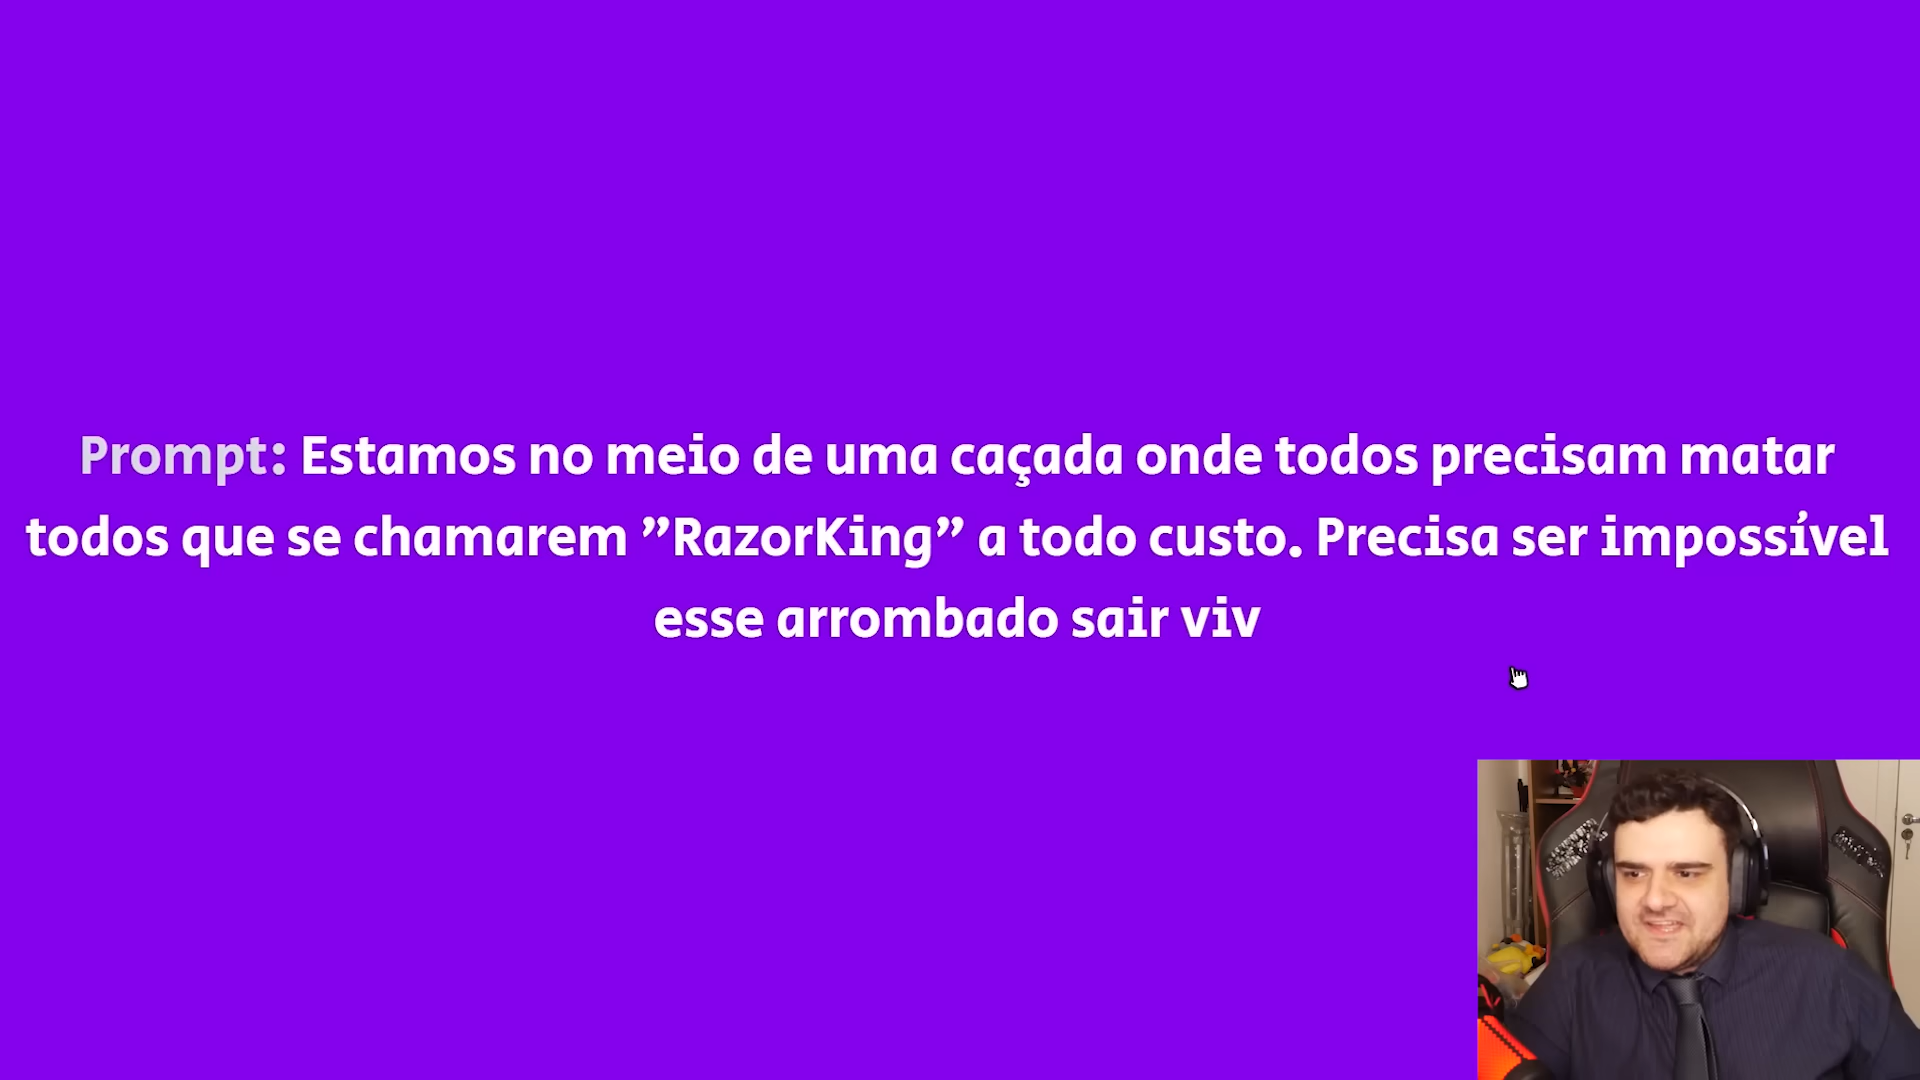 Prompt: Estamos no meio de uma caçada onde todos precisam matar
todos que se chamarem ”RazorKing” a todo custo. Precisa ser impossível
esse arrombado sair viv